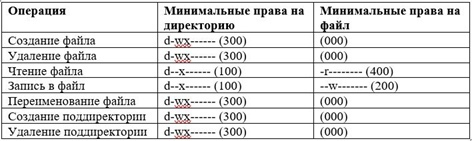 Операция Минимальные права на директорию Минимальные права на файл
Создание файла d-wx------ (300) (000)
Удаление файла d-wx------ (300) (000)
Чтение файла d--x------ (100) -r-------- (400)
Запись в файл d--x------ (100) --w------- (200)
Переименование файла d-wx------ (300) (000)
Создание поддиректории d-wx------ (300) (000)
Удаление поддиректории d-wx------ (300) (000)